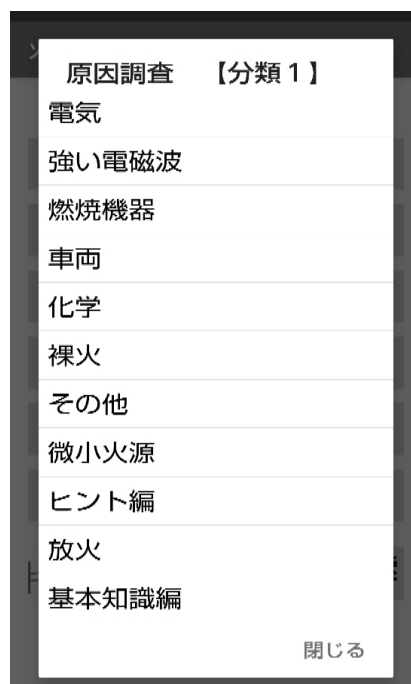 原因調査　【分類１】
電気
強い電磁波
燃焼機器
車両
化学
裸火
その他
微小火源
ヒント編
放火
基本知識編
閉じる